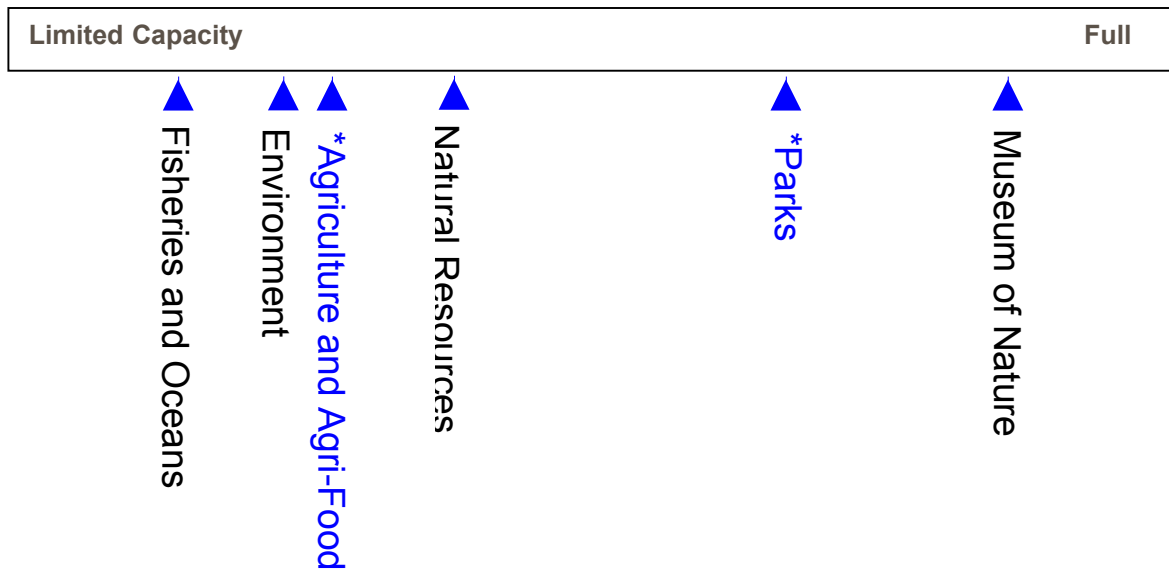 Limited Capacity Full
Fisheries and Oceans
Environment
*Agriculture and Agri-Food
Natural Resources
*Parks
Museum of Nature